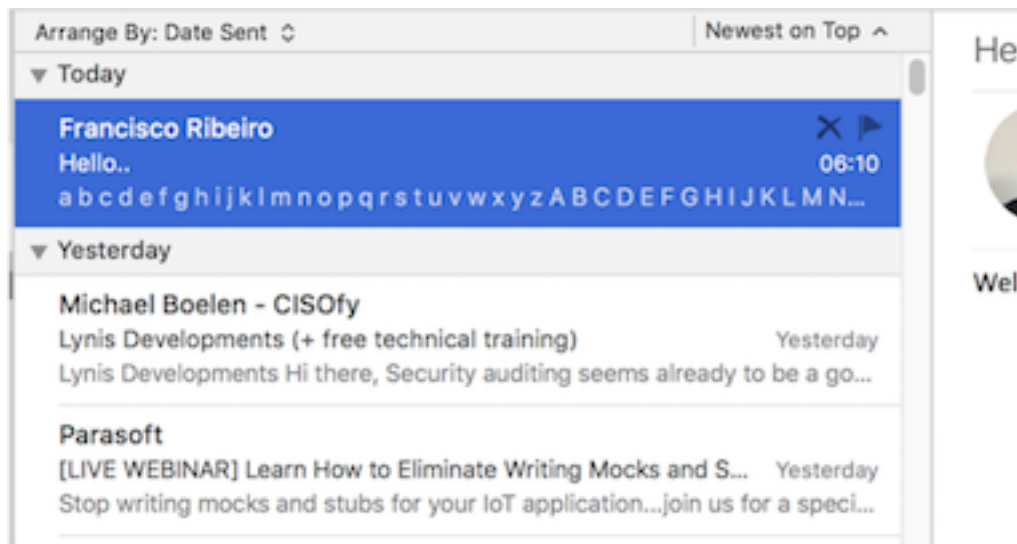 Arrange By: Date Sent
Newest on Top
He
Today
Francisco Ribeiro
Hello..
06:10
a b c d e f g h i j k l m n o p q r s t u v w x y z A B C D E F G H I J K L M N...
Yesterday
Wel
Michael Boelen - CISOfy
Lynis Developments (+ free technical training)
Yesterday
Lynis Developments Hi there, Security auditing seems already to be a go...
Parasoft
[LIVE WEBINAR] Learn How to Eliminate Writing Mocks and S...
Yesterday
Stop writing mocks and stubs for your IoT application...join us for a speci...